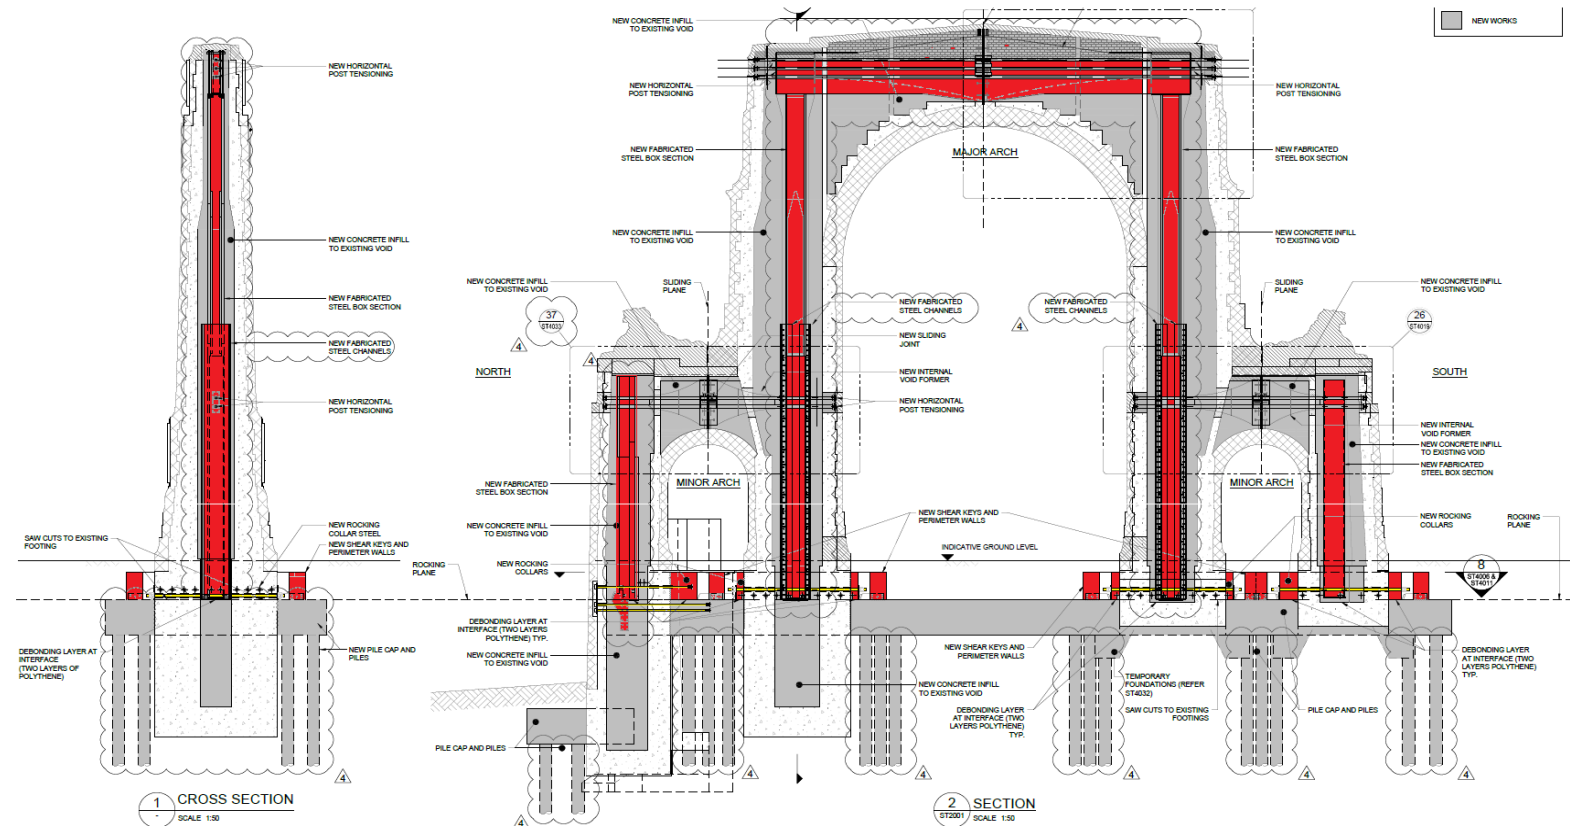 NEW WORKS
NEW HORIZONTAL
POST TENSIONING
NEW CONCRETE INFILL
TO EXISTING VOID
NEW FABRICATED
STEEL BOX SECTION
NEW FABRICATED
STEEL CHANNELS
NEW HORIZONTAL
POST TENSIONING
NEW ROCKING
COLLAR STEEL
NEW SHEAR KEYS AND
PERIMETER WALLS
SAW CUTS TO EXISTING
FOOTING
DEBONDING LAYER AT
INTERFACE
(TWO LAYERS OF
POLYTHENE)
NEW PILE CAP AND
PILES
4
1
-
CROSS SECTION
SCALE 1:50
NEW CONCRETE INFILL
TO EXISTING VOID
NEW HORIZONTAL
POST TENSIONING
NEW HORIZONTAL
POST TENSIONING
NEW FABRICATED
STEEL BOX SECTION
MAJOR ARCH
NEW FABRICATED
STEEL BOX SECTION
NEW CONCRETE INFILL
TO EXISTING VOID
NEW CONCRETE INFILL
TO EXISTING VOID
NEW CONCRETE INFILL
TO EXISTING VOID
SLIDING
PLANE
SLIDING
PLANE
NEW CONCRETE INFILL
TO EXISTING VOID
37
ST4033
NEW FABRICATED
STEEL CHANNELS
NEW FABRICATED
STEEL CHANNELS
26
ST4019
4
4
4
NEW SLIDING
JOINT
NORTH
NEW INTERNAL
VOID FORMER
SOUTH
NEW HORIZONTAL
POST TENSIONING
NEW INTERNAL
VOID FORMER
NEW CONCRETE INFILL
TO EXISTING VOID
NEW FABRICATED
STEEL BOX SECTION
NEW FABRICATED
STEEL BOX SECTION
MINOR ARCH
MINOR ARCH
NEW CONCRETE INFILL
TO EXISTING VOID
NEW SHEAR KEYS AND
PERIMETER WALLS
NEW ROCKING
COLLARS
ROCKING
PLANE
INDICATIVE GROUND LEVEL
ROCKING
PLANE
NEW ROCKING
COLLARS
8
ST4006 &
ST4011
DEBONDING LAYER AT
INTERFACE (TWO LAYERS
POLYTHENE) TYP.
NEW CONCRETE INFILL
TO EXISTING VOID
NEW SHEAR KEYS AND
PERIMETER WALLS
DEBONDING LAYER
AT INTERFACE (TWO
LAYERS POLYTHENE)
TYP.
NEW CONCRETE INFILL
TO EXISTING VOID
TEMPORARY
FOUNDATIONS (REFER
ST4032)
DEBONDING LAYER
AT INTERFACE (TWO
LAYERS POLYTHENE)
TYP.
SAW CUTS TO EXISTING
FOOTINGS
PILE CAP AND PILES
PILE CAP AND PILES
4
4
4
4
4
4
2
ST2001
SECTION
SCALE 1:50